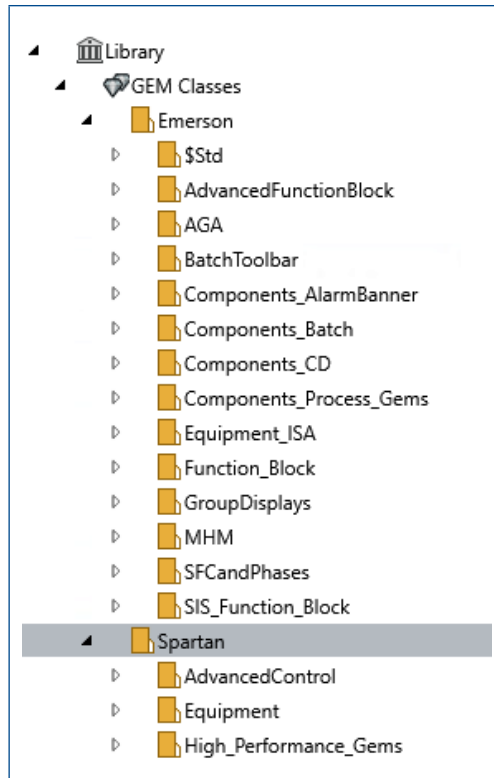 Library
GEM Classes
Emerson
$Std
AdvancedFunctionBlock
AGA
BatchToolbar
Components_AlarmBanner
Components_Batch
Components_CD
Components_Process_Gems
Equipment_ISA
Function_Block
GroupDisplays
MHM
SFCandPhases
SIS_Function_Block
Spartan
AdvancedControl
Equipment
High_Performance_Gems